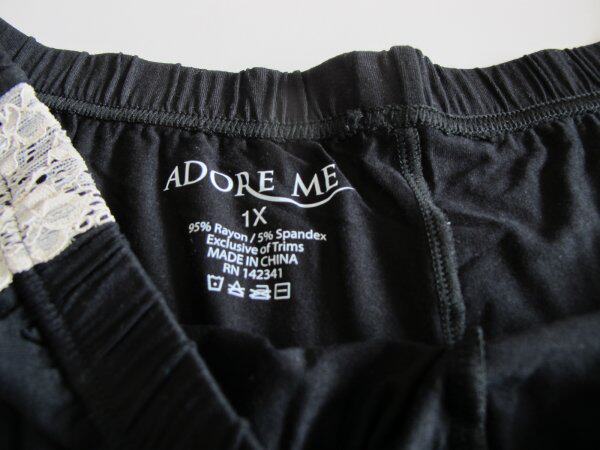 ADORE ME
1X
95% Rayon / 5% Spandex
Exclusive of Trims
MADE IN CHINA
RN 142341